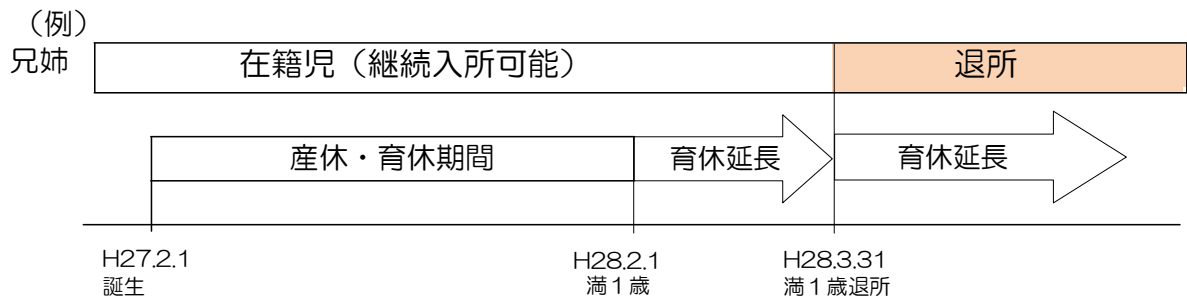 （例）
兄姉
在籍児（継続入所可能）
退所
産休・育休期間
育休延長
育休延長
H27.2.1
誕生
H28.2.1
満１歳
H28.3.31
満１歳退所